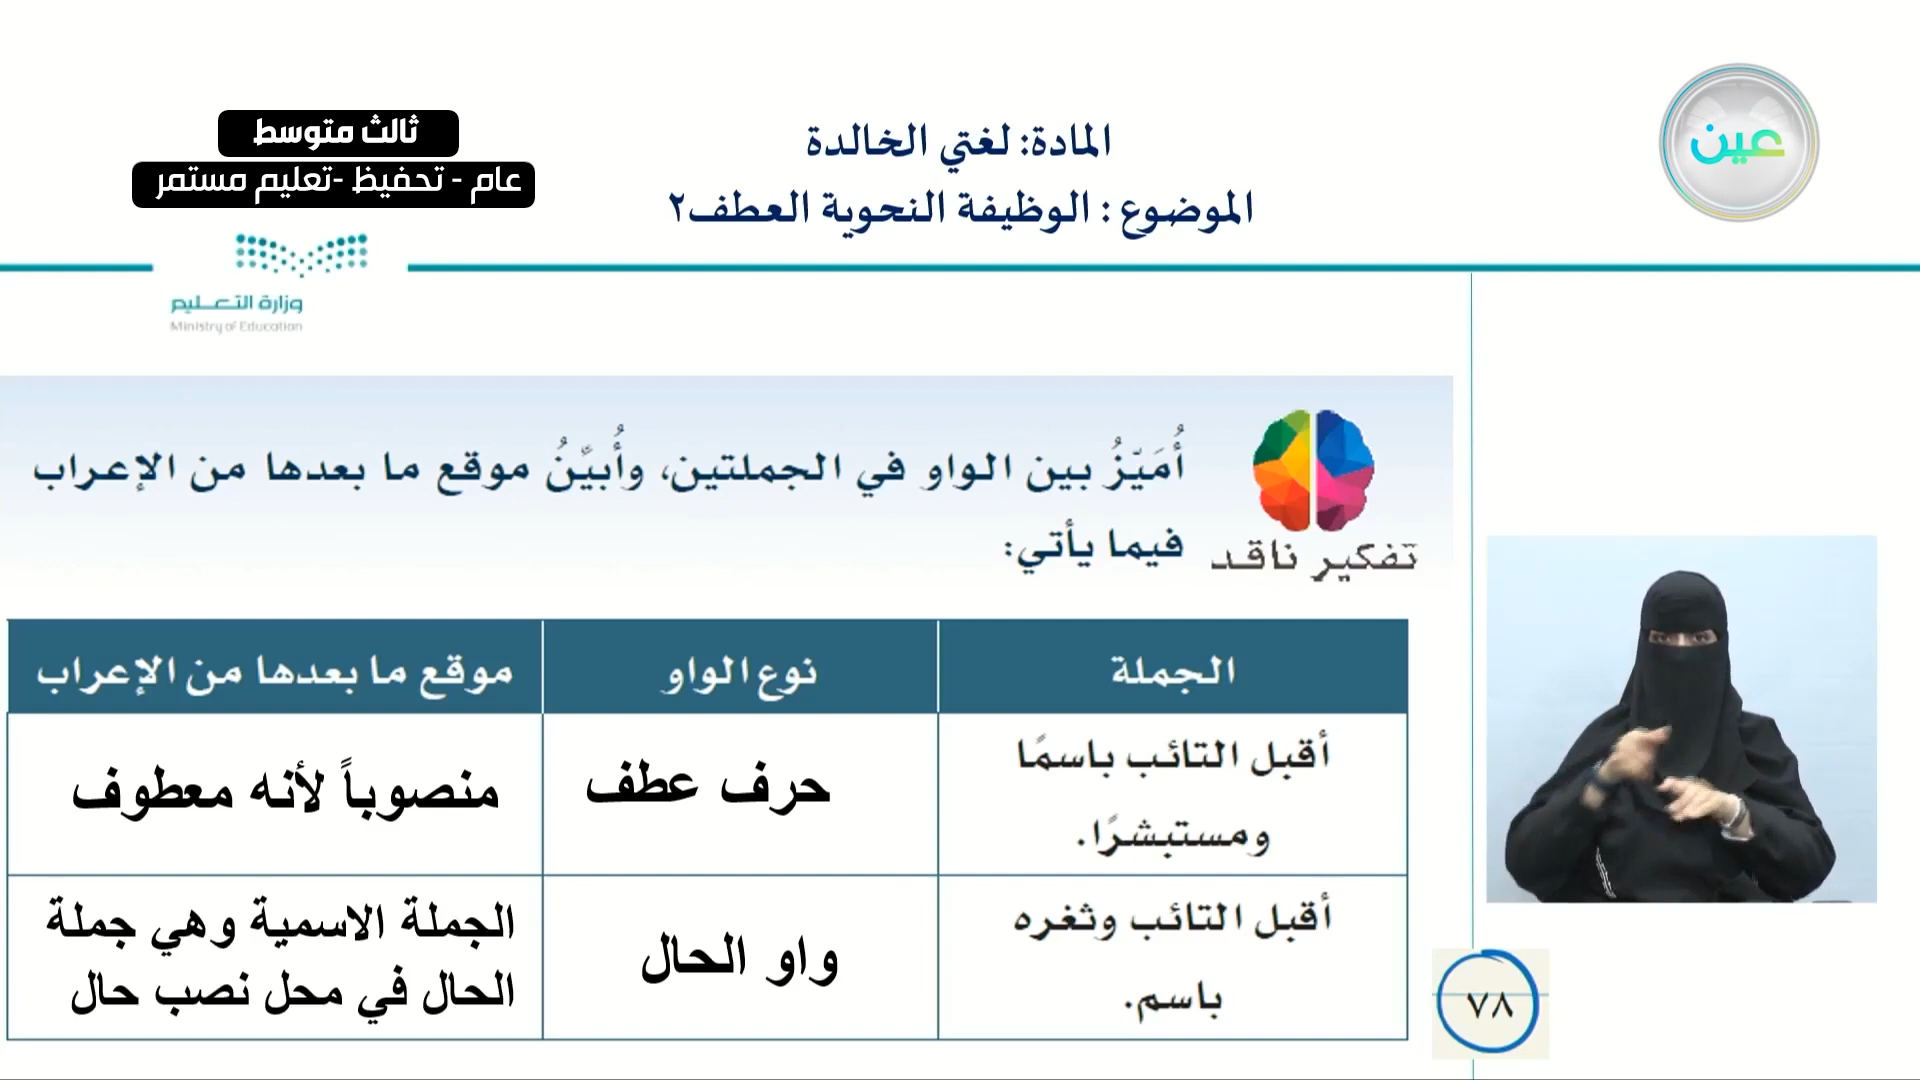 عين
المادة: لغتي الخالدة
الموضوع : الوظيفة النحوية العطف٢
ثالث متوسط
عام - تحفيظ -تعليم مستمر
وزارة التعـــليم
Ministry of Education
أُمَيّزُ بين الواو في الجملتين، وأُبيّنُ موقع ما بعدها من الإعراب
فيما يأتي:
تفكير ناقد
الجملة
نوع الواو
موقع ما بعدها من الإعراب
أقبل التائب باسمًا
ومستبشرًا.
حرف عطف
منصوباً لأنه معطوف
أقبل التائب وثغره
باسم.
واو الحال
الجملة الاسمية وهي جملة
الحال في محل نصب حال
٧٨